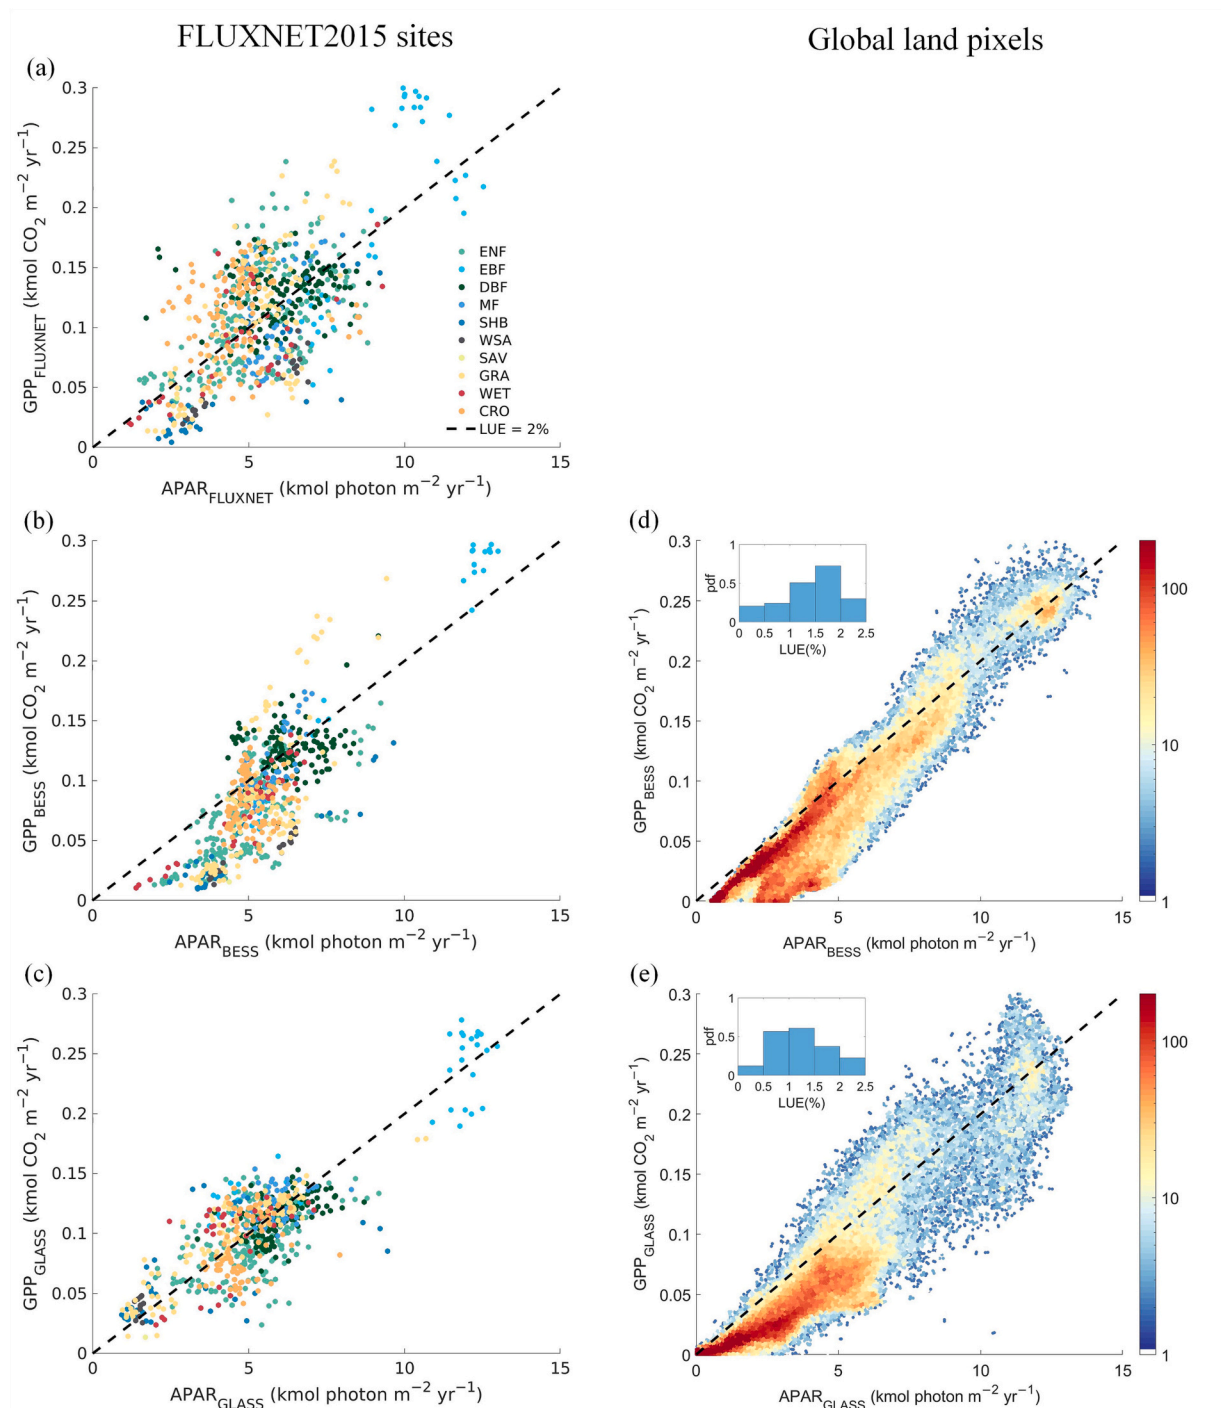 FLUXNET2015 sites
Global land pixels
(a)
0.3
0.25
0.2
0.15
0.1
0.05
0
GPP_FLUXNET (kmol CO₂ m⁻² yr⁻¹)
ENF
EBF
DBF
MF
SHB
WSA
SAV
GRA
WET
CRO
LUE = 2%
0 5 10 15
APAR_FLUXNET (kmol photon m⁻² yr⁻¹)
(b)
0.3
0.25
0.2
0.15
0.1
0.05
0
GPP_BESS (kmol CO₂ m⁻² yr⁻¹)
0 5 10 15
APAR_BESS (kmol photon m⁻² yr⁻¹)
(d)
0.3
0.25
0.2
0.15
0.1
0.05
0
GPP_BESS (kmol CO₂ m⁻² yr⁻¹)
1
0.5
0
pdf
0 0.5 1 1.5 2 2.5
LUE(%)
100
10
1
0 5 10 15
APAR_BESS (kmol photon m⁻² yr⁻¹)
(c)
0.3
0.25
0.2
0.15
0.1
0.05
0
GPP_GLASS (kmol CO₂ m⁻² yr⁻¹)
0 5 10 15
APAR_GLASS (kmol photon m⁻² yr⁻¹)
(e)
0.3
0.25
0.2
0.15
0.1
0.05
0
GPP_GLASS (kmol CO₂ m⁻² yr⁻¹)
1
0.5
0
pdf
0 0.5 1 1.5 2 2.5
LUE(%)
100
10
1
0 5 10 15
APAR_GLASS (kmol photon m⁻² yr⁻¹)